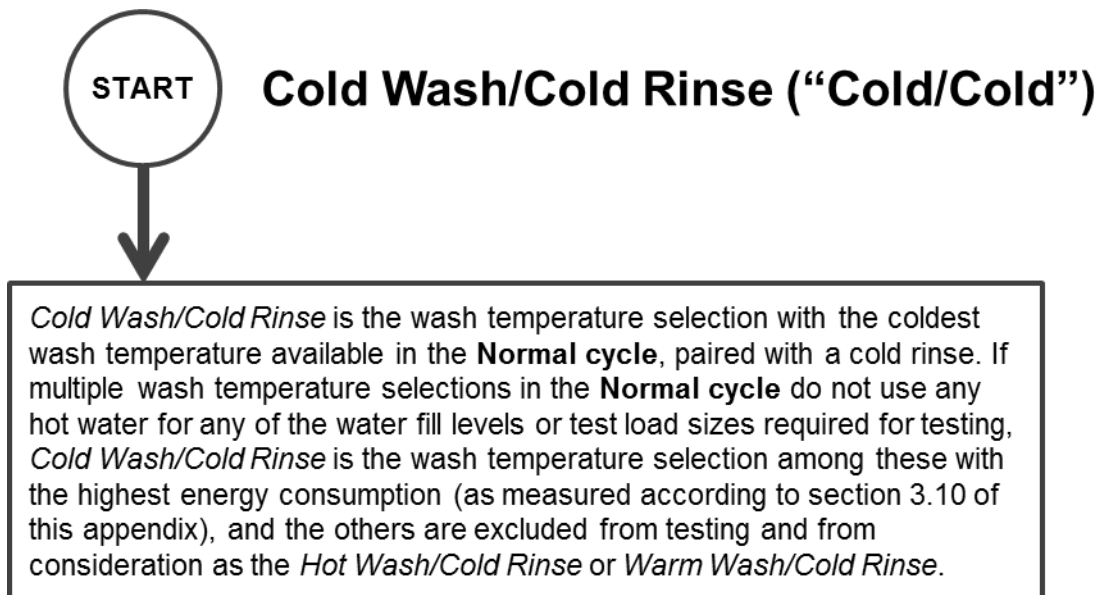 START
Cold Wash/Cold Rinse (“Cold/Cold”)
Cold Wash/Cold Rinse is the wash temperature selection with the coldest
wash temperature available in the Normal cycle, paired with a cold rinse. If
multiple wash temperature selections in the Normal cycle do not use any
hot water for any of the water fill levels or test load sizes required for testing,
Cold Wash/Cold Rinse is the wash temperature selection among these with
the highest energy consumption (as measured according to section 3.10 of
this appendix), and the others are excluded from testing and from
consideration as the Hot Wash/Cold Rinse or Warm Wash/Cold Rinse.